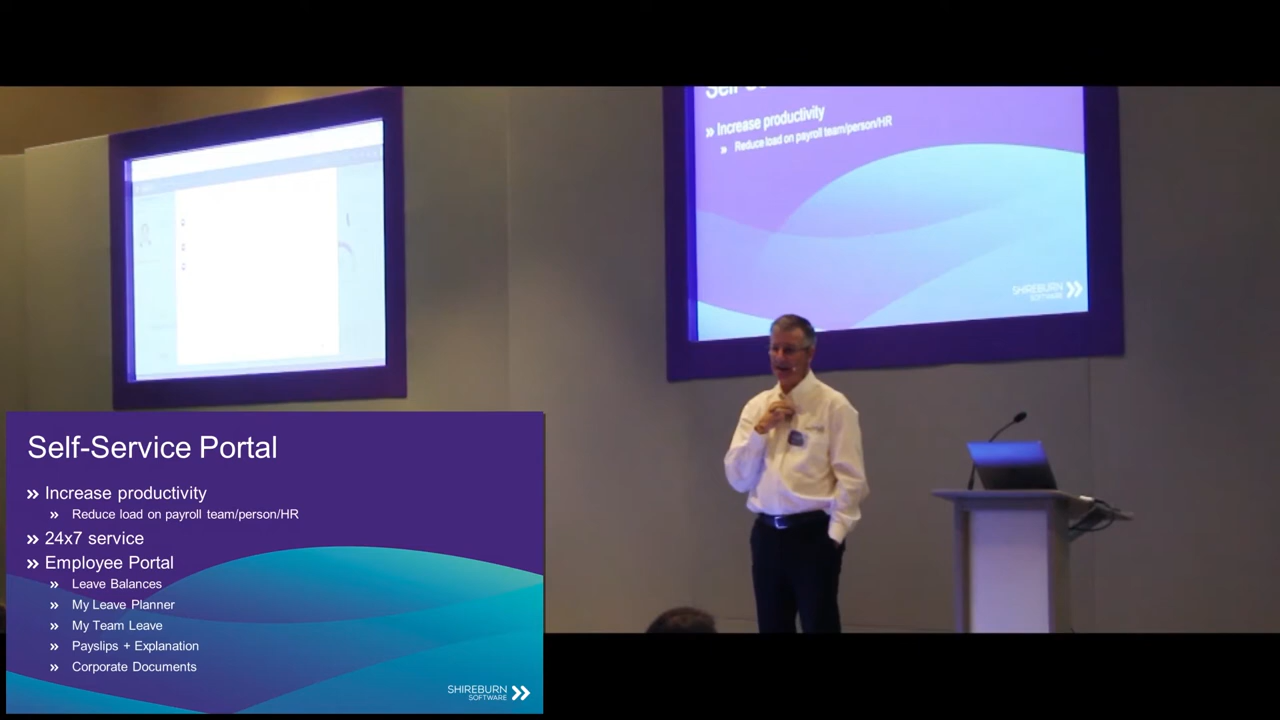 Increase productivity
Reduce load on payroll team/person/HR
SHIREBURN
SOFTWARE
Self-Service Portal
Increase productivity
Reduce load on payroll team/person/HR
24x7 service
Employee Portal
Leave Balances
My Leave Planner
My Team Leave
Payslips + Explanation
Corporate Documents
SHIREBURN
SOFTWARE